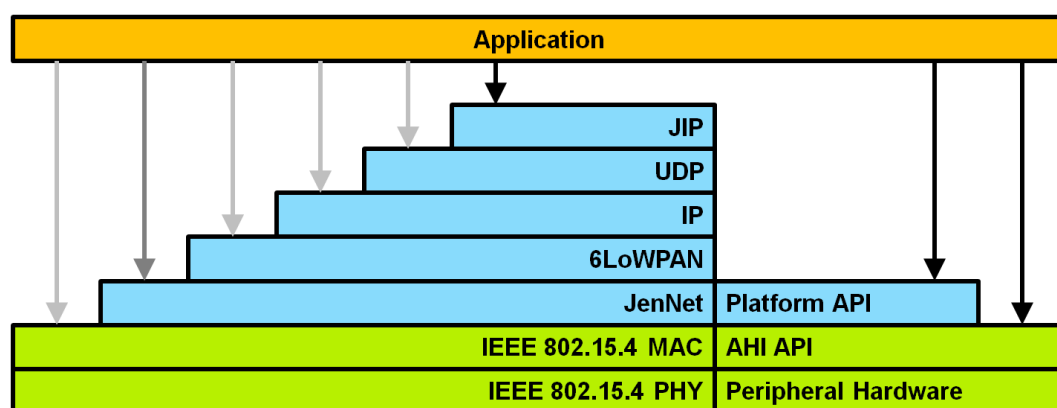 Application
JIP
UDP
IP
6LoWPAN
JenNet Platform API
IEEE 802.15.4 MAC AHI API
IEEE 802.15.4 PHY Peripheral Hardware